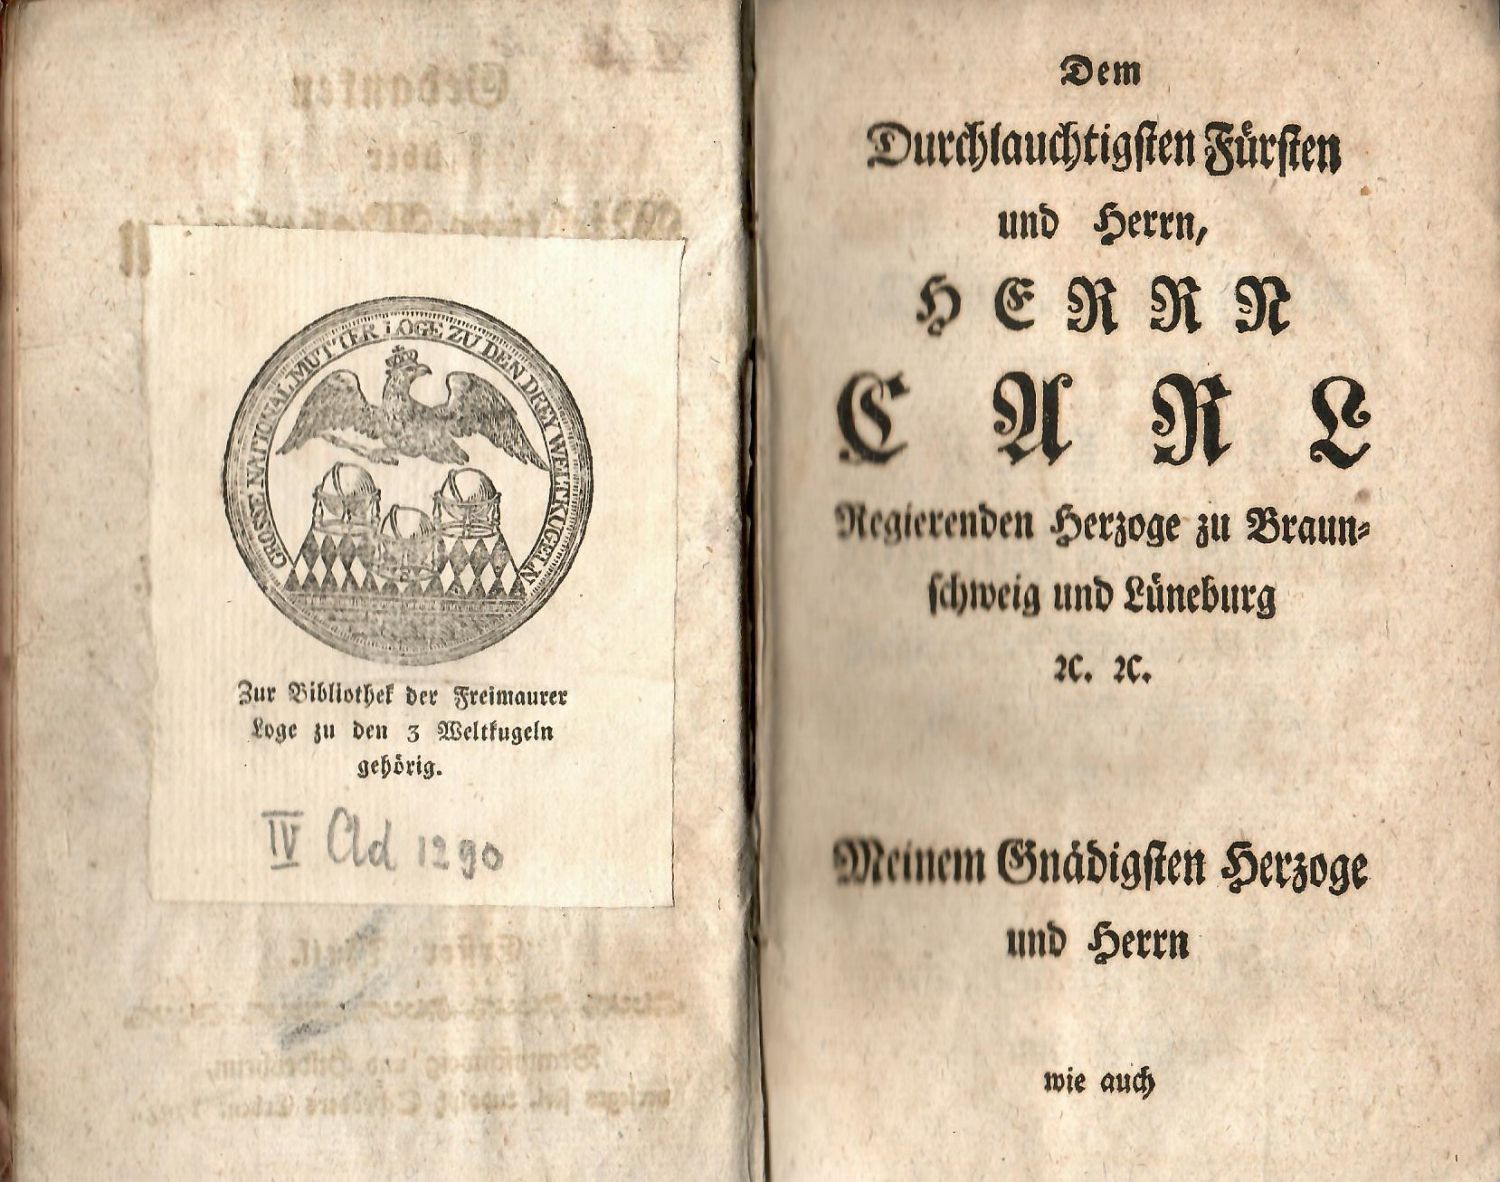 GROSSE NATIONAL MUTTER LOGE ZU DEN DREY WELTKUGELN
Zur Bibliothek der Freimaurer
Loge zu den 3 Weltkugeln
gehörig.
IV Ad 1290
Dem
Durchlauchtigsten Fürsten
und Herrn,
HERRN
CARL
Regierenden Herzoge zu Braun-
schweig und Lüneburg
ꝛc. ꝛc.
Meinem Gnädigsten Herzoge
und Herrn
wie auch